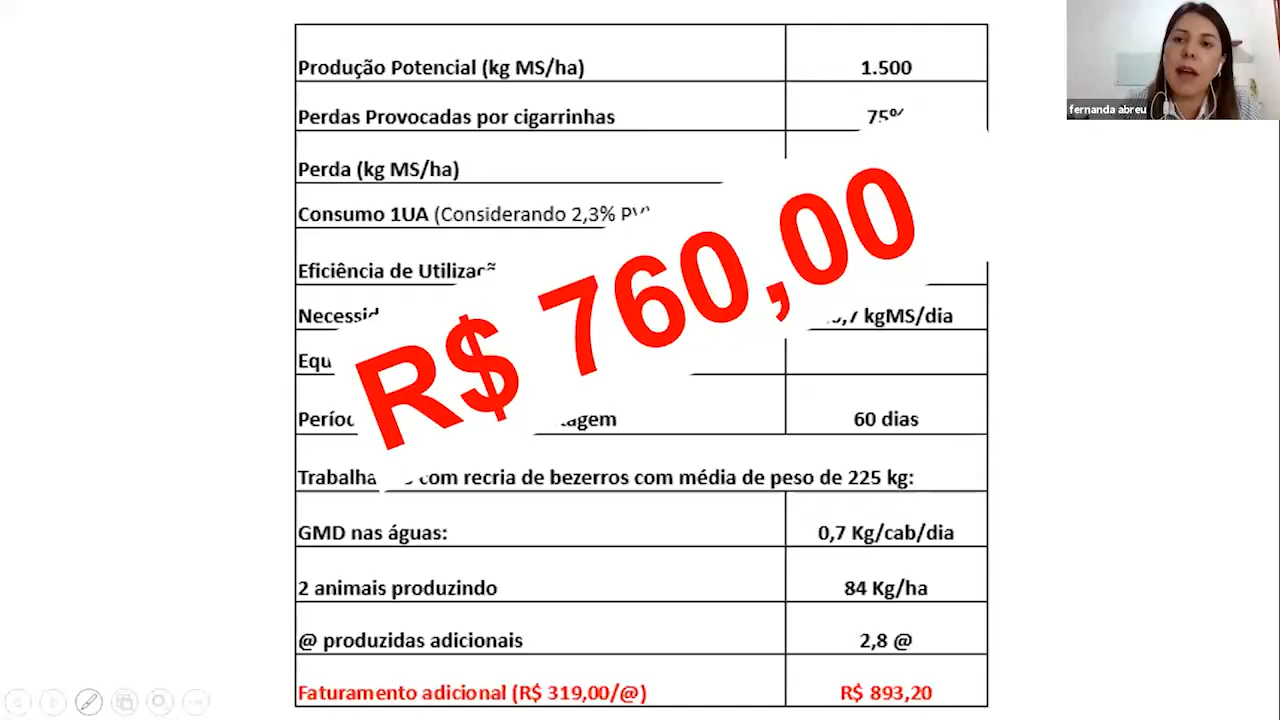 Produção Potencial (kg MS/ha) 1.500
fernanda abreu
Perdas Provocadas por cigarrinhas 75%
Perda (kg MS/ha)
Consumo 1UA (Considerando 2,3% PV)
Eficiência de
R$ 760,00
kgMS/dia
60 dias
com recria de bezerros com média de peso de 225 kg:
GMD nas águas: 0,7 Kg/cab/dia
2 animais produzindo 84 Kg/ha
@ produzidas adicionais 2,8 @
Faturamento adicional (R$ 319,00/@) R$ 893,20